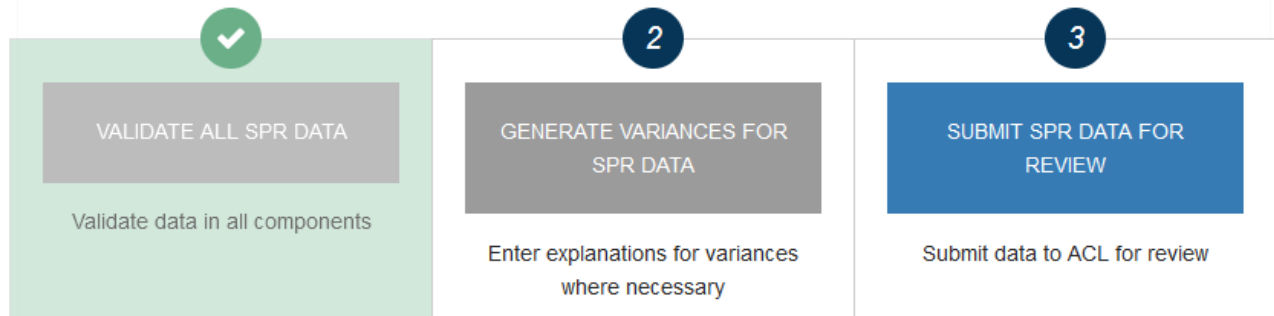 VALIDATE ALL SPR DATA
Validate data in all components
2
GENERATE VARIANCES FOR
SPR DATA
Enter explanations for variances
where necessary
3
SUBMIT SPR DATA FOR
REVIEW
Submit data to ACL for review